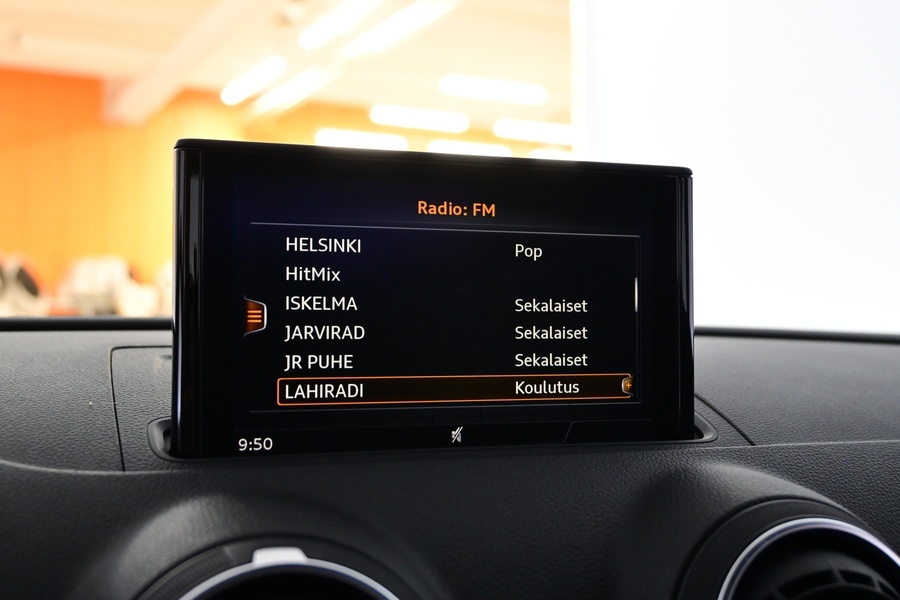 Radio: FM
HELSINKI Pop
HitMix
ISKELMA Sekalaiset
JARVIRAD Sekalaiset
JR PUHE Sekalaiset
LAHIRADI Koulutus
9:50